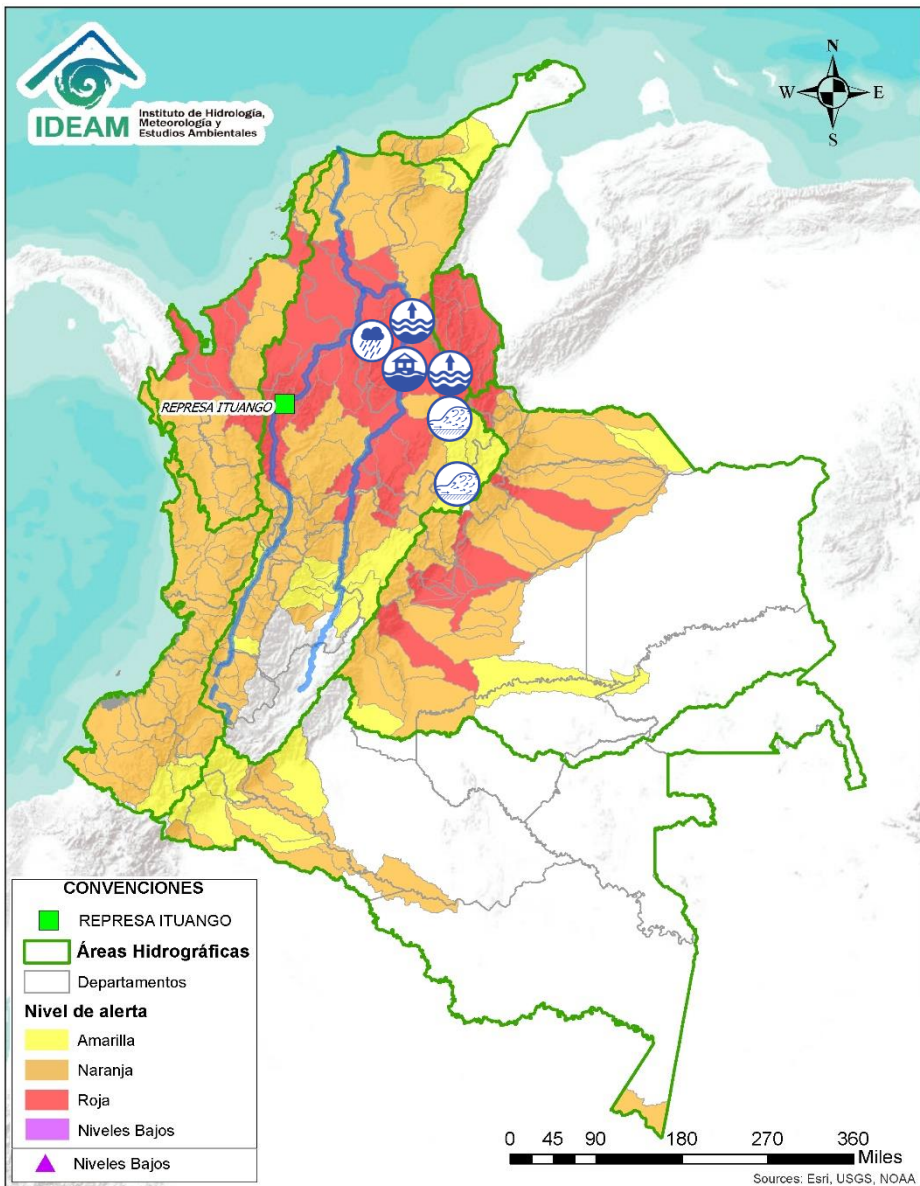 IDEAM
Instituto de Hidrología,
Meteorología y
Estudios Ambientales
N
W
E
S
REPRESA ITUANGO
CONVENCIONES
REPRESA ITUANGO
Áreas Hidrográficas
Departamentos
Nivel de alerta
Amarilla
Naranja
Roja
Niveles Bajos
Niveles Bajos
0 45 90 180 270 360
Miles
Sources: Esri, USGS, NOAA